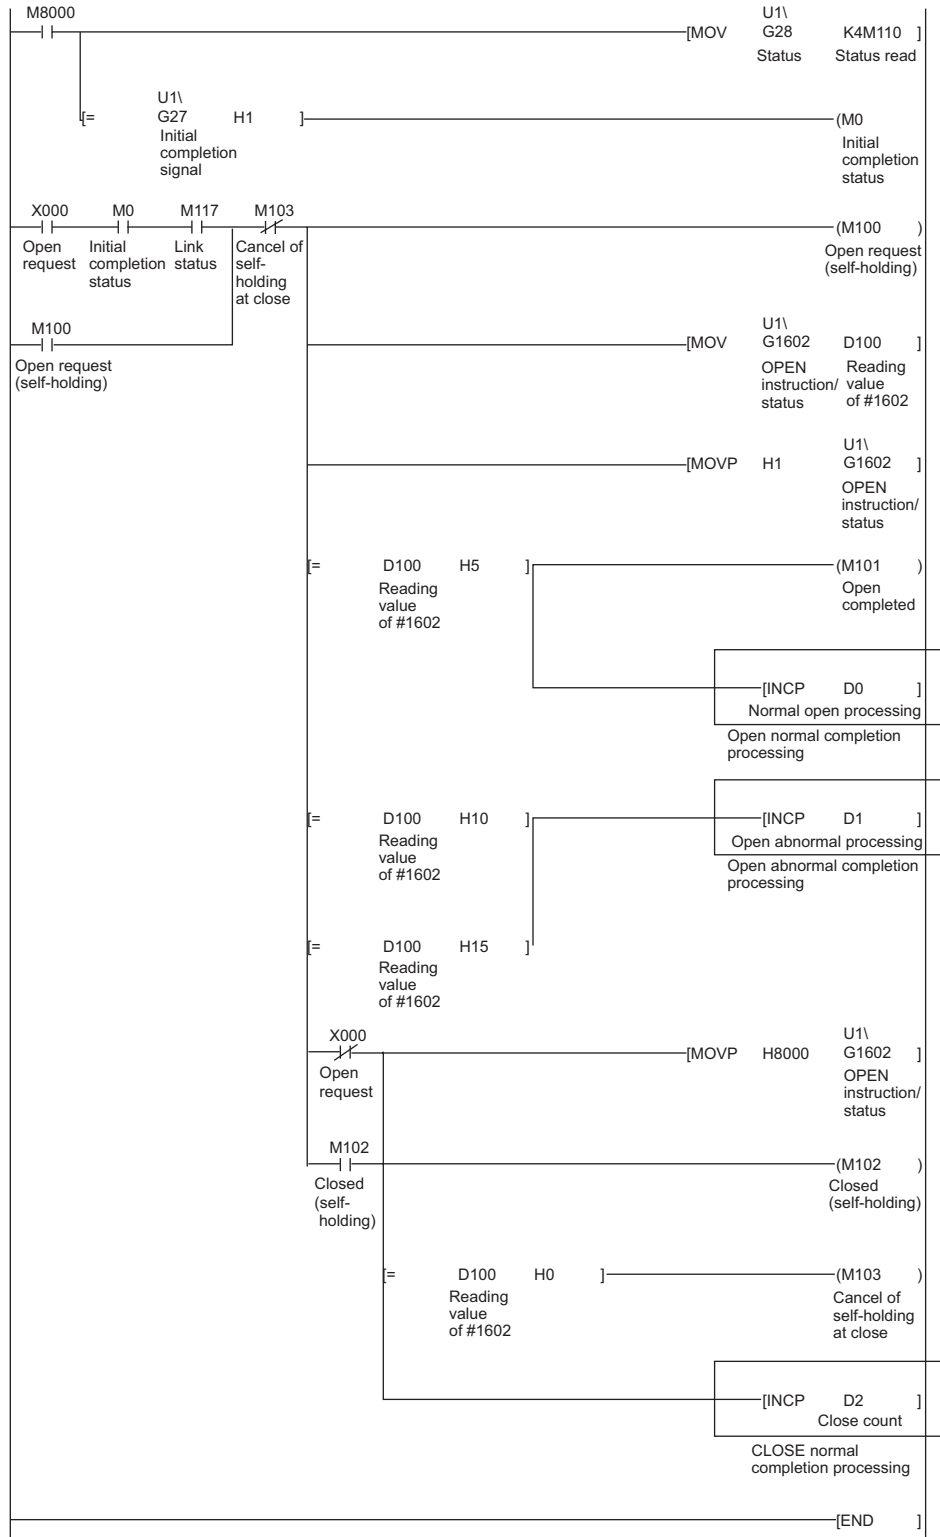 M8000
U1\
[MOV G28 K4M110 ]
Status Status read
U1\
[= G27 H1 ]
(M0
Initial
completion
signal
Initial
completion
status
X000 M0 M117 M103
(M100 )
Open
request
Initial
completion
status
Link
status
Cancel of
self-
holding
at close
Open request
(self-holding)
M100
Open request
(self-holding)
U1\
[MOV G1602 D100 ]
OPEN
instruction/
status
Reading
value
of #1602
U1\
[MOVP H1 G1602 ]
OPEN
instruction/
status
[= D100 H5 ]
(M101 )
Reading
value
of #1602
Open
completed
[INCP D0 ]
Normal open processing
Open normal completion
processing
[= D100 H10 ]
[INCP D1 ]
Reading
value
of #1602
Open abnormal processing
Open abnormal completion
processing
[= D100 H15 ]
Reading
value
of #1602
X000
Open
request
U1\
[MOVP H8000 G1602 ]
OPEN
instruction/
status
M102
(M102 )
Closed
(self-
holding)
Closed
(self-holding)
[= D100 H0 ]
(M103 )
Reading
value
of #1602
Cancel of
self-holding
at close
[INCP D2 ]
Close count
CLOSE normal
completion processing
[END ]